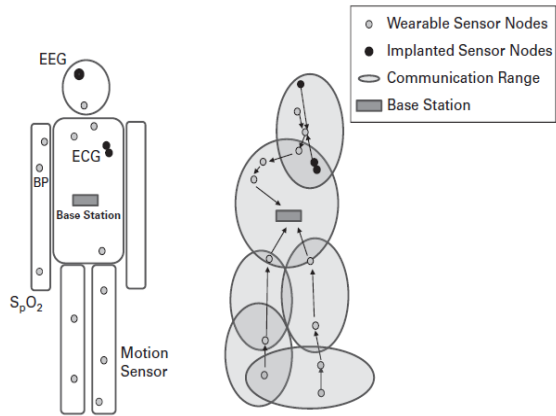 EEG
ECG
BP
Base Station
SpO2
Motion
Sensor
Wearable Sensor Nodes
Implanted Sensor Nodes
Communication Range
Base Station